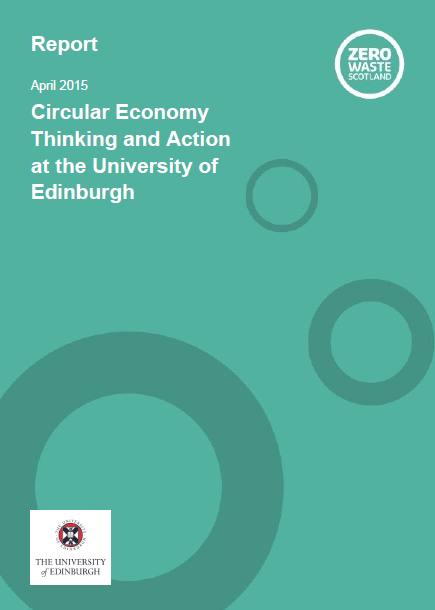 Report
ZERO
WASTE
SCOTLAND
April 2015
Circular Economy
Thinking and Action
at the University of
Edinburgh
THE UNIVERSITY
of EDINBURGH